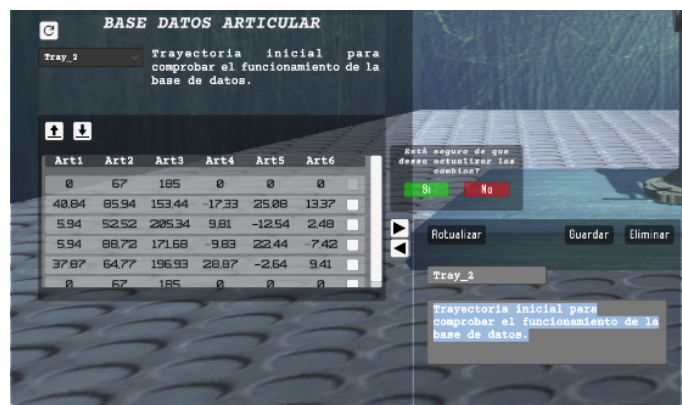 BASE DATOS ARTICULAR
Tray_2
Trayectoria inicial para
comprobar el funcionamiento de la
base de datos.
Art1 Art2 Art3 Art4 Art5 Art6
0 67 185 0 0 0
40.84 85.94 153.44 -17.33 25.08 13.37
5.94 52.52 205.34 9.81 -12.54 2.48
5.94 88.72 171.68 -9.83 22.44 -7.42
37.87 64.77 196.93 28.87 -2.64 9.41
0 67 185 0 0 0
Está seguro de que
desea actualizar los
cambios?
Si No
Actualizar Guardar Eliminar
Tray_2
Trayectoria inicial para
comprobar el funcionamiento de la
base de datos.